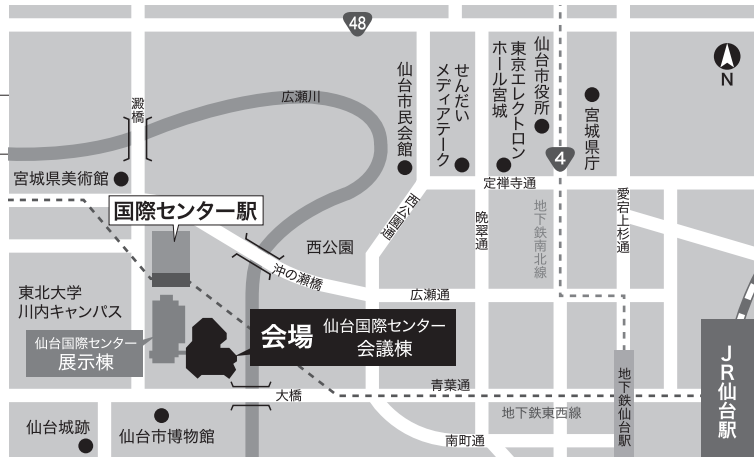 48
N
広瀬川
澱橋
仙台市民会館
せんだい
メディアテーク
東京エレクトロン
ホール宮城
仙台市役所
宮城県庁
4
宮城県美術館
定禅寺通
国際センター駅
西公園通
晩翠通
地下鉄南北線
愛宕上杉通
西公園
沖の瀬橋
広瀬通
東北大学
川内キャンパス
仙台国際センター
展示棟
会場
仙台国際センター
会議棟
JR仙台駅
地下鉄仙台駅
青葉通
大橋
地下鉄東西線
仙台城跡
仙台市博物館
南町通